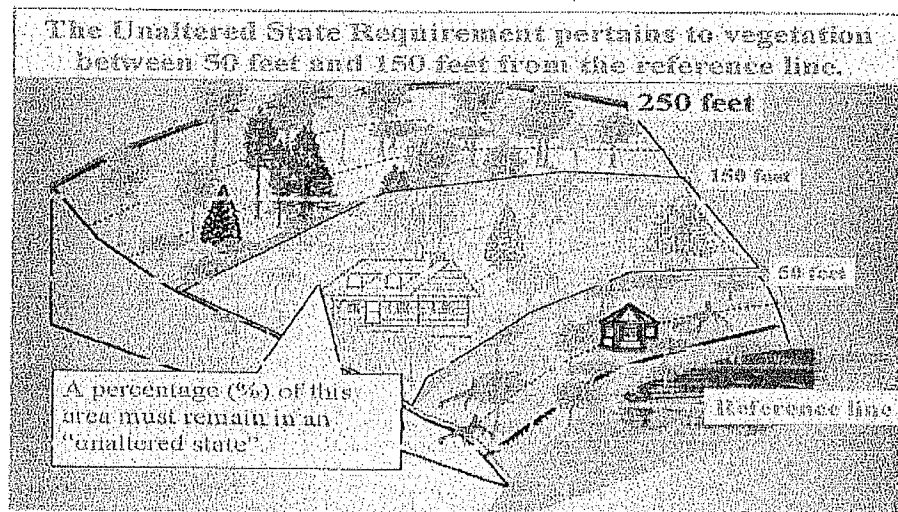 The Unaltered State Requirement pertains to vegetation
between 50 feet and 150 feet from the reference line.
250 feet
150 feet
50 feet
A percentage (%) of this
area must remain in an
"unaltered state".
Reference line